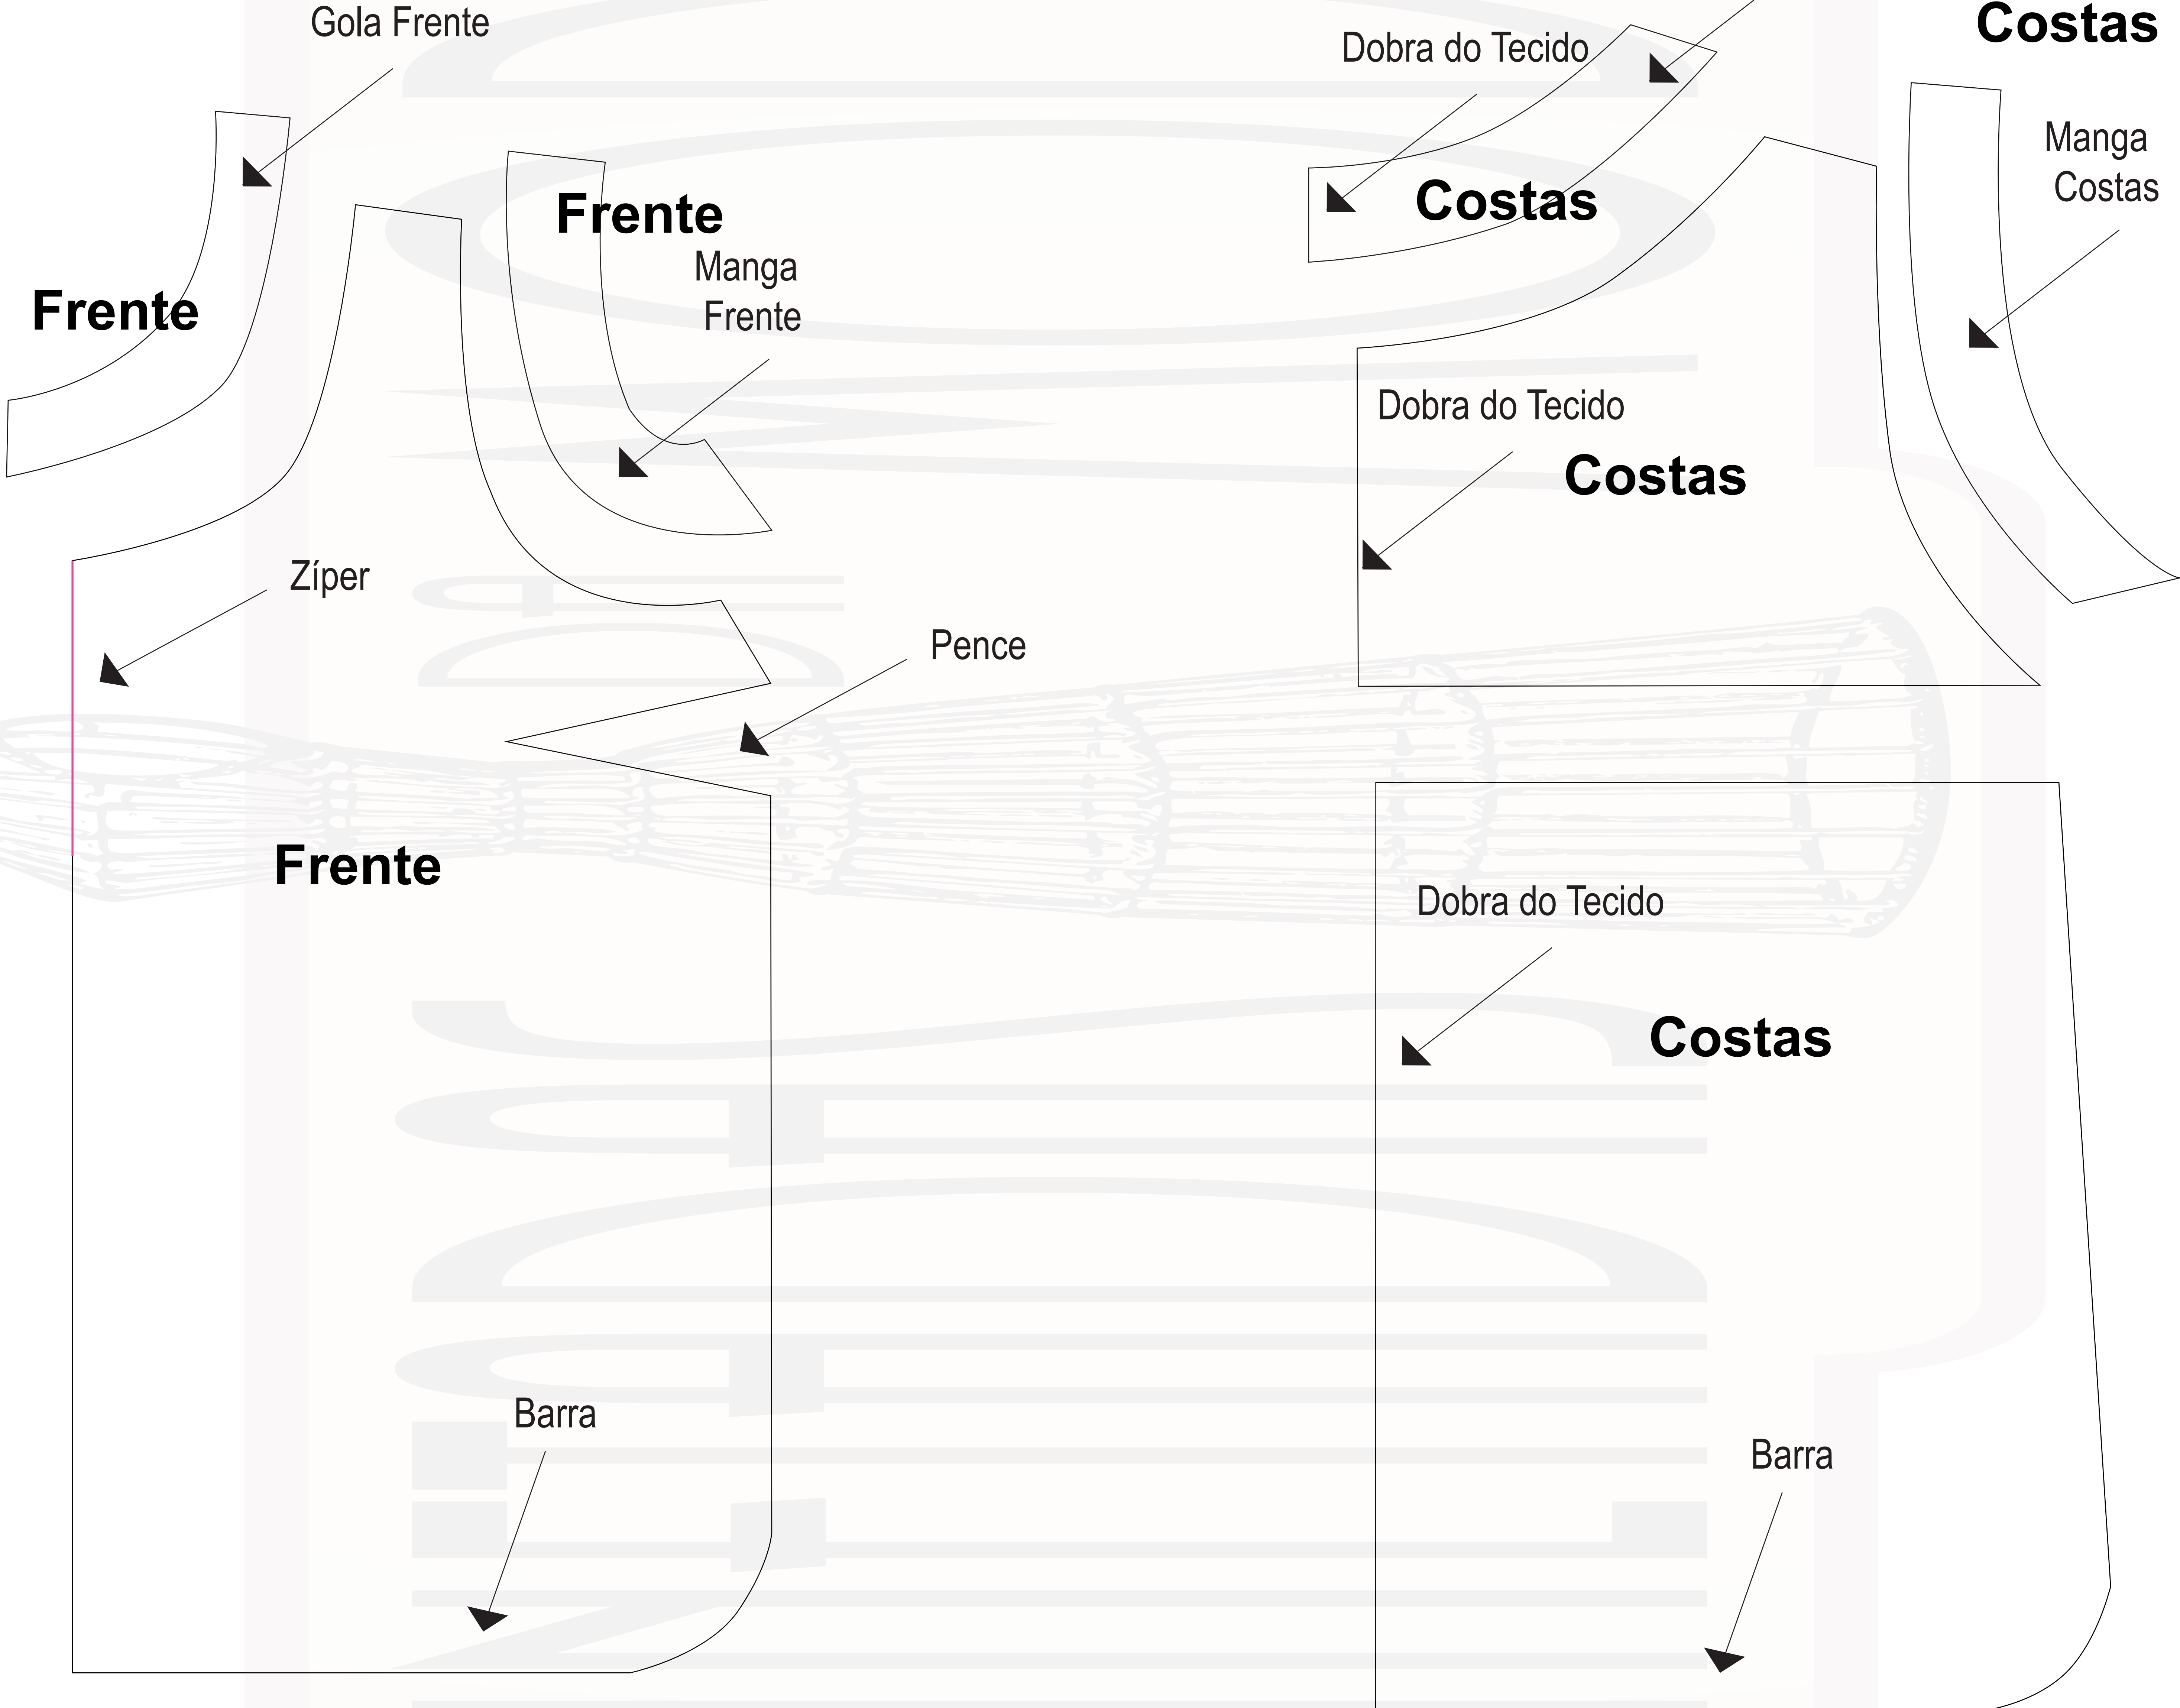 Gola Frente
Dobra do Tecido
Costas
Manga
Costas
Frente
Manga
Frente
Costas
Frente
Dobra do Tecido
Costas
Zíper
Pence
Frente
Dobra do Tecido
Costas
Barra
Barra